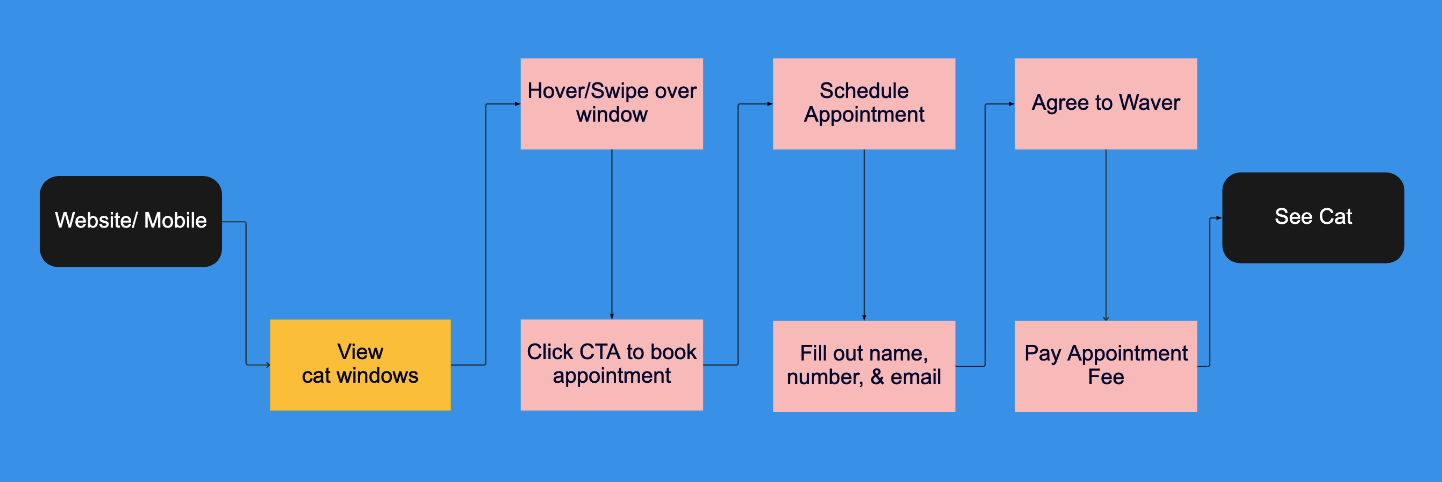 Website/ Mobile
View
cat windows
Hover/Swipe over
window
Click CTA to book
appointment
Schedule
Appointment
Fill out name,
number, & email
Agree to Waver
Pay Appointment
Fee
See Cat